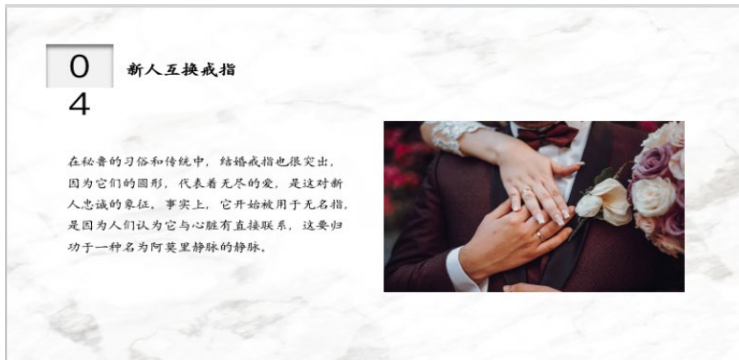 04
新人互换戒指
在秘鲁的习俗和传统中，结婚戒指也很突出，
因为它们的圆形，代表着无尽的爱，是这对新
人忠诚的象征。事实上，它开始被用于无名指，
是因为人们认为它与心脏有直接联系，这要归
功于一种名为阿莫里静脉的静脉。